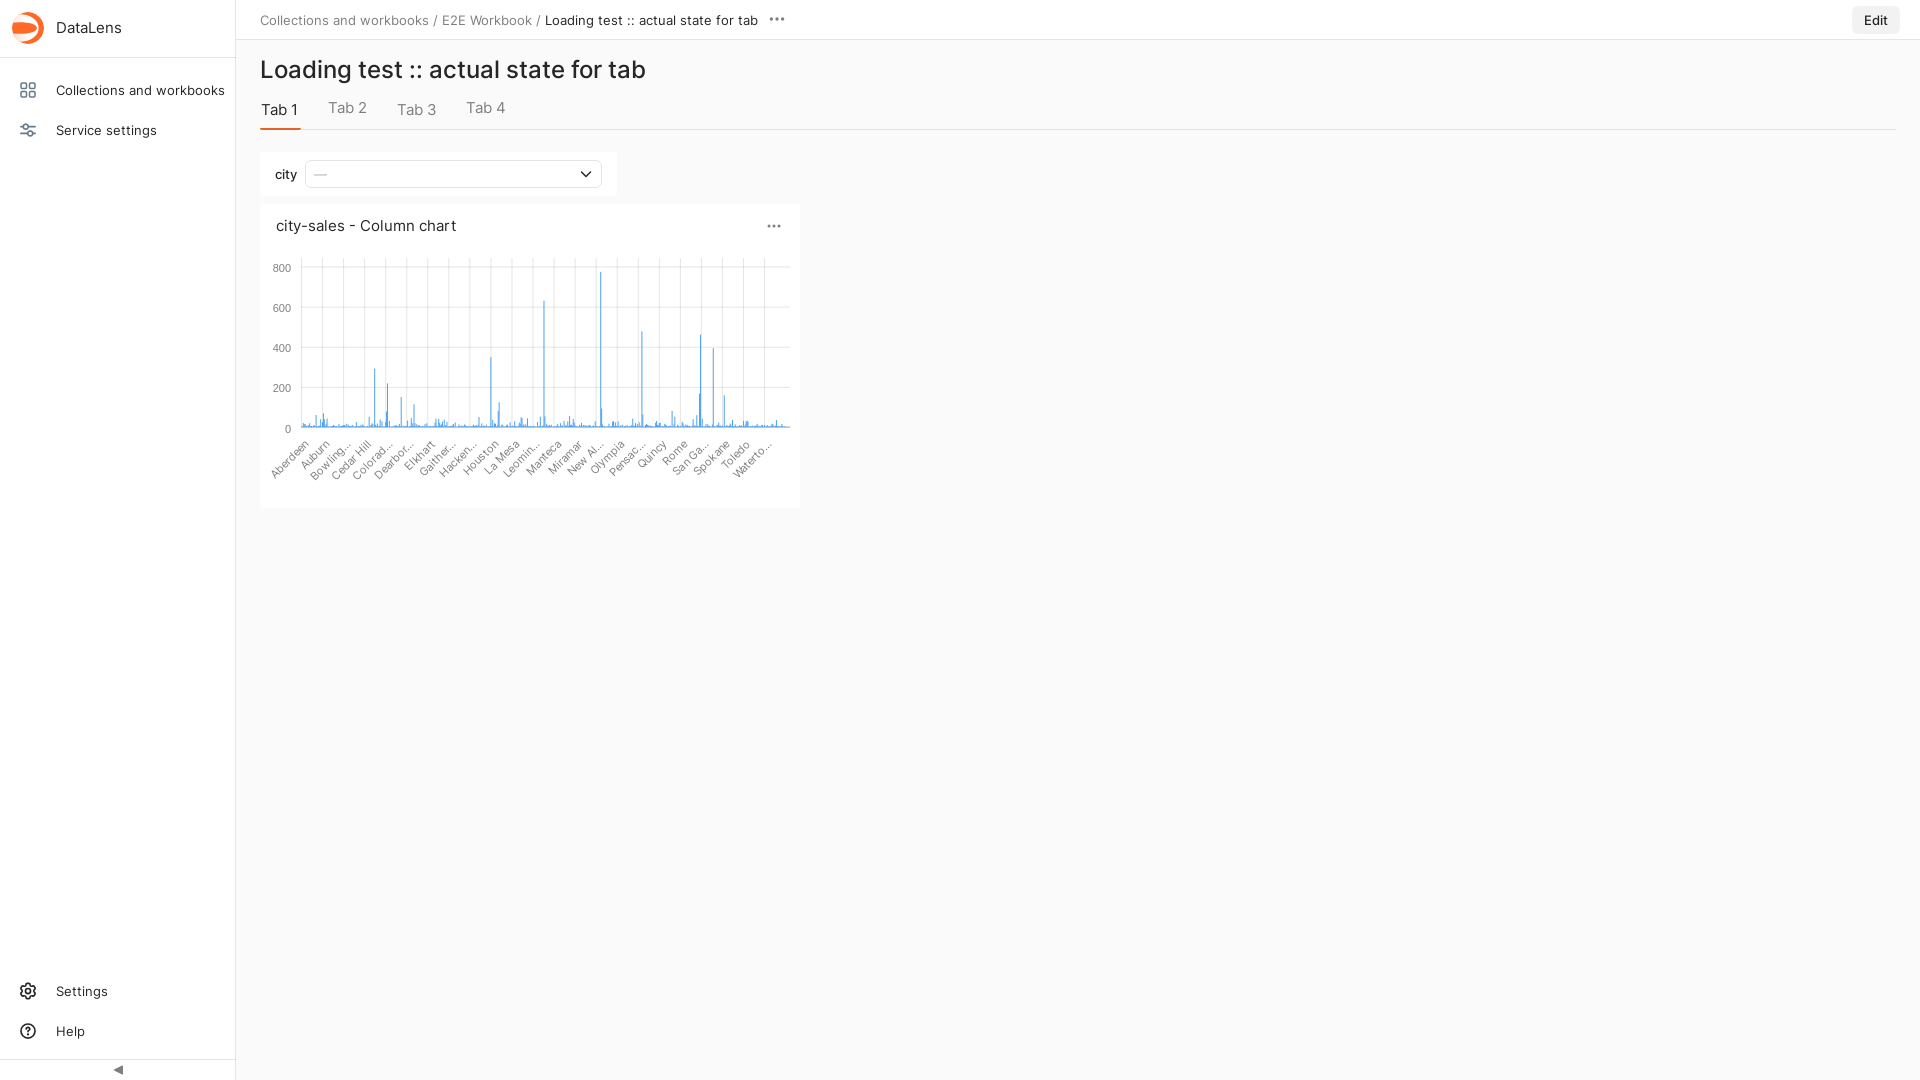 DataLens
Collections and workbooks
Service settings
Settings
Help
Collections and workbooks / E2E Workbook / Loading test :: actual state for tab
Edit
Loading test :: actual state for tab
Tab 1 Tab 2 Tab 3 Tab 4
city —
city-sales - Column chart
800
600
400
200
0
Aberdeen Auburn Bowling... Cedar Hill Colorad... Dearbor... Elkhart Gaither... Hacken... Houston La Mesa Leomin... Manteca Miramar New Al... Olympia Pensac... Quincy Rome San Ga... Spokane Toledo Waterto...